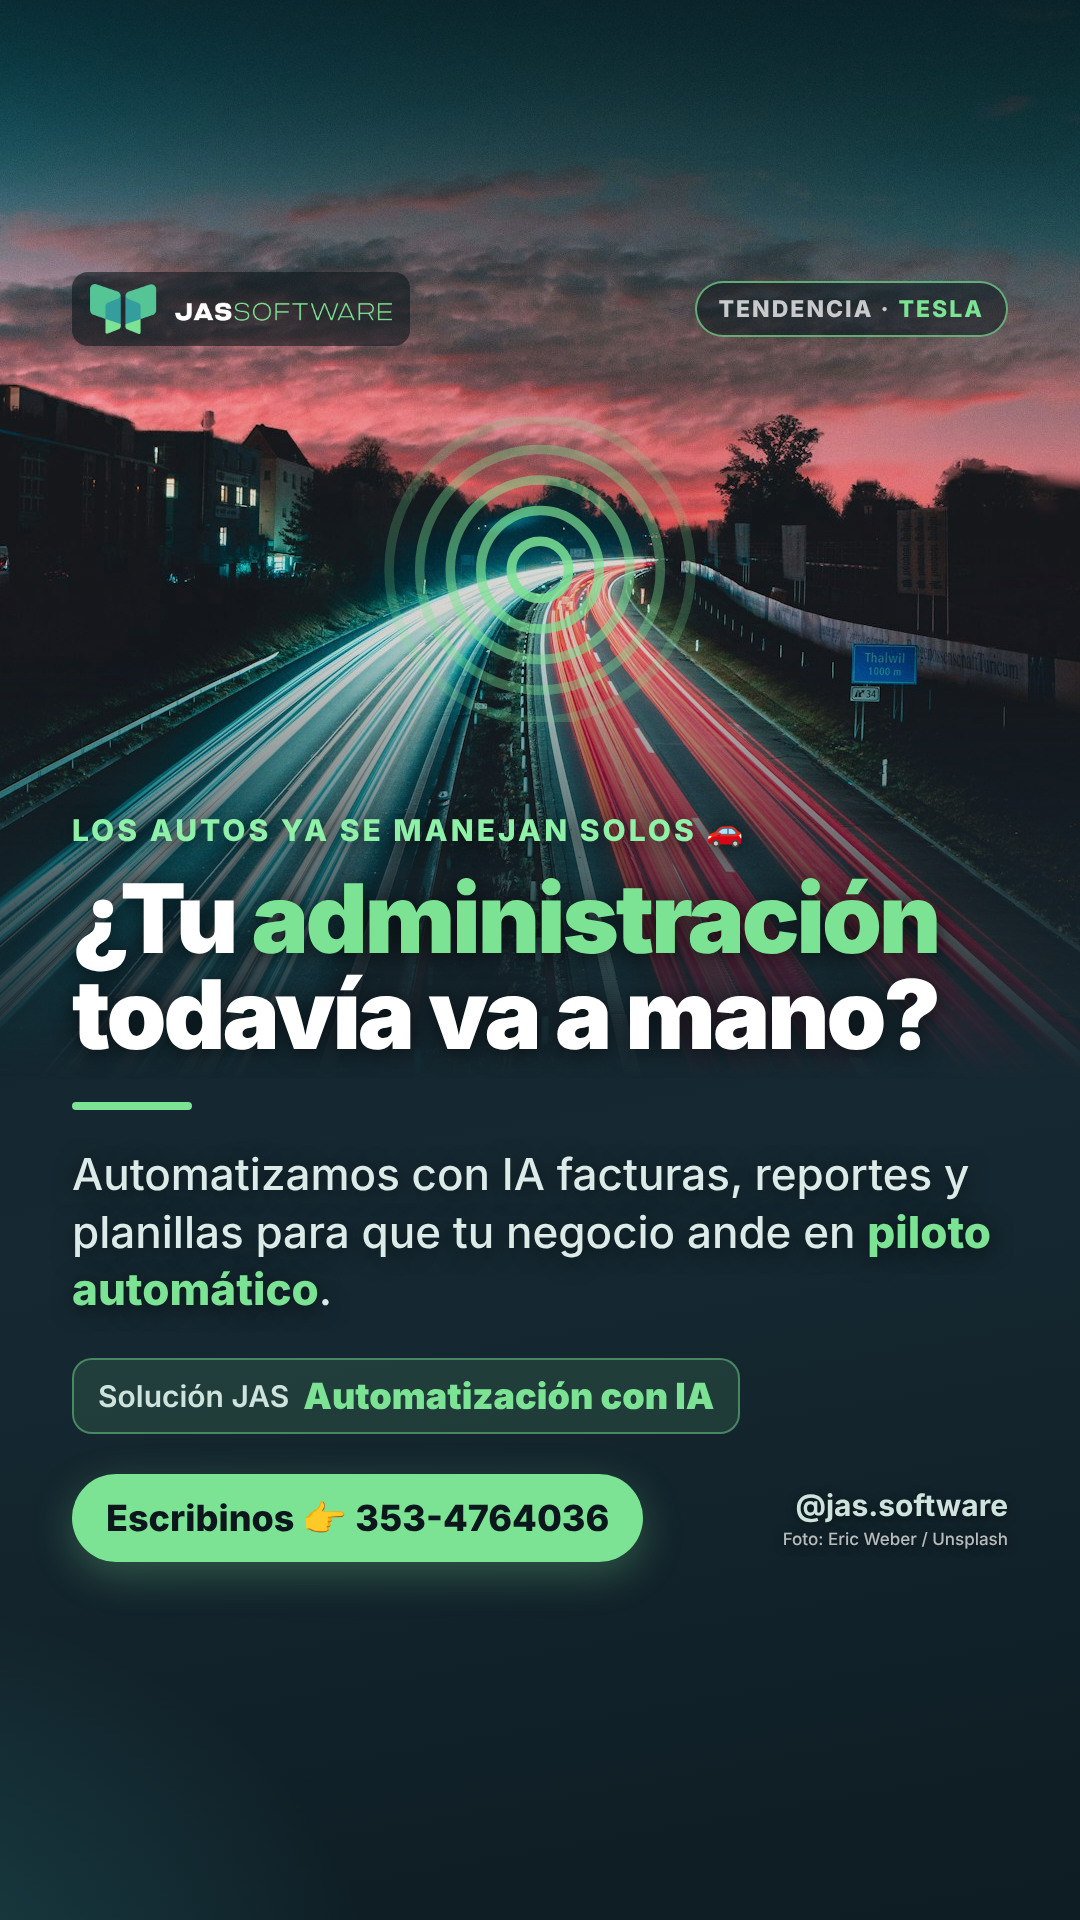 JASSOFTWARE
TENDENCIA · TESLA
Thalwil
1000 m
34
LOS AUTOS YA SE MANEJAN SOLOS 🚗
¿Tu administración
todavía va a mano?
Automatizamos con IA facturas, reportes y
planillas para que tu negocio ande en piloto
automático.
Solución JAS Automatización con IA
Escribinos 👉 353-4764036
@jas.software
Foto: Eric Weber / Unsplash